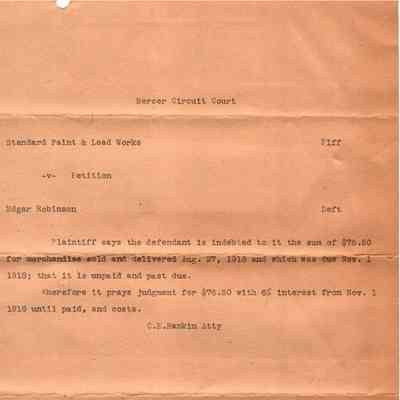 Mercer Circuit Court
Standard Paint & Lead Works Plff
-v- Petition
Edgar Robinson Deft
Plaintiff says the defendant is indebted to it the sum of $76.50
for merchandise sold and delivered Aug. 27, 1918 and which was due Nov. 1
1918; that it is unpaid and past due.
Wherefore it prays judgment for $76.50 with 6% interest from Nov. 1
1918 until paid, and costs.
C.E.Rankin Atty